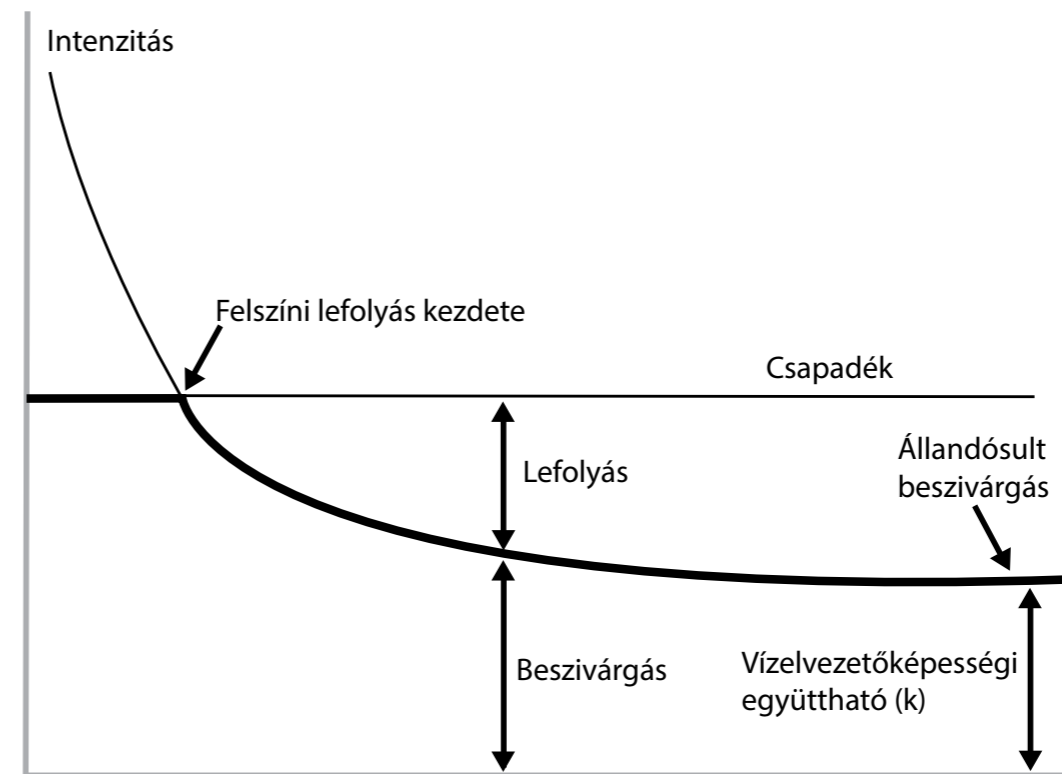 Intenzitás
Felszíni lefolyás kezdete
Csapadék
Lefolyás
Állandósult
beszivárgás
Beszivárgás
Vízelvezetőképességi
együttható (k)